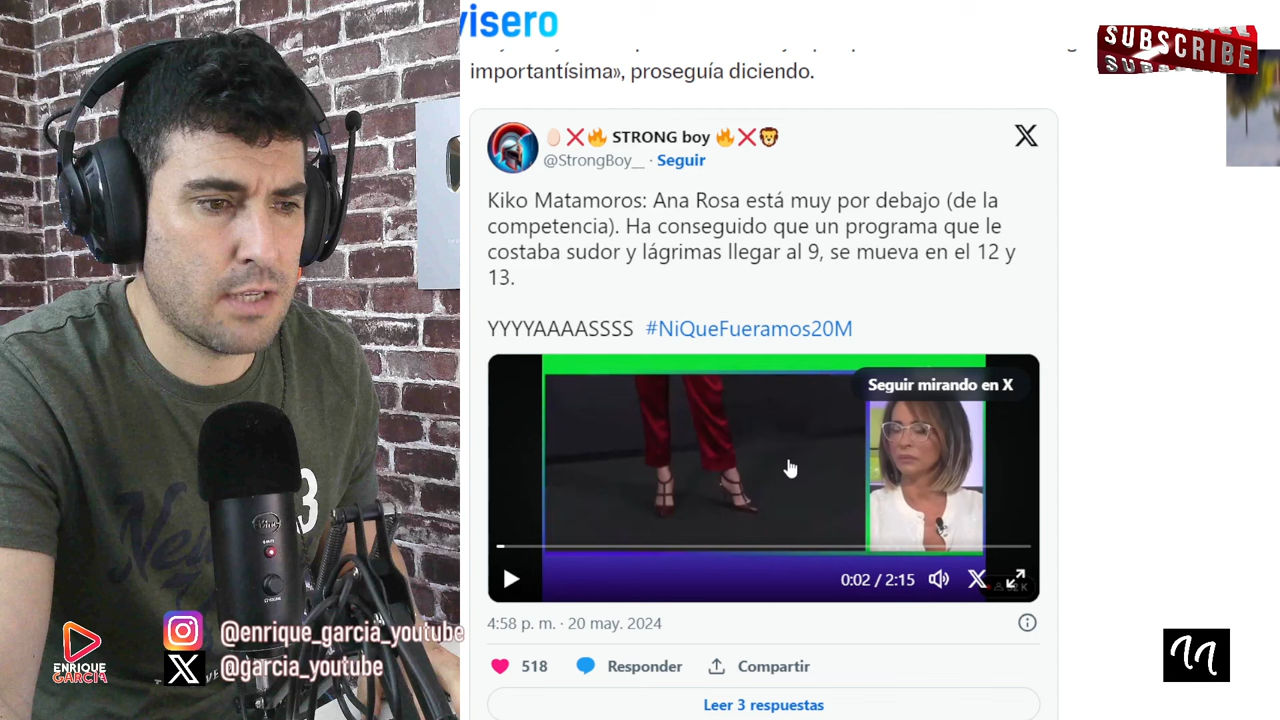 visero
SUBSCRIBE
importantísima», proseguía diciendo.
STRONG boy
@StrongBoy__ · Seguir
Kiko Matamoros: Ana Rosa está muy por debajo (de la
competencia). Ha conseguido que un programa que le
costaba sudor y lágrimas llegar al 9, se mueva en el 12 y
13.
YYYYAAAASSSS #NiQueFueramos20M
Seguir mirando en X
0:02 / 2:15
4:58 p. m. · 20 may. 2024
518
Responder
Compartir
Leer 3 respuestas
ENRIQUE
GARCIA
@enrique_garcia_youtube
@garcia_youtube